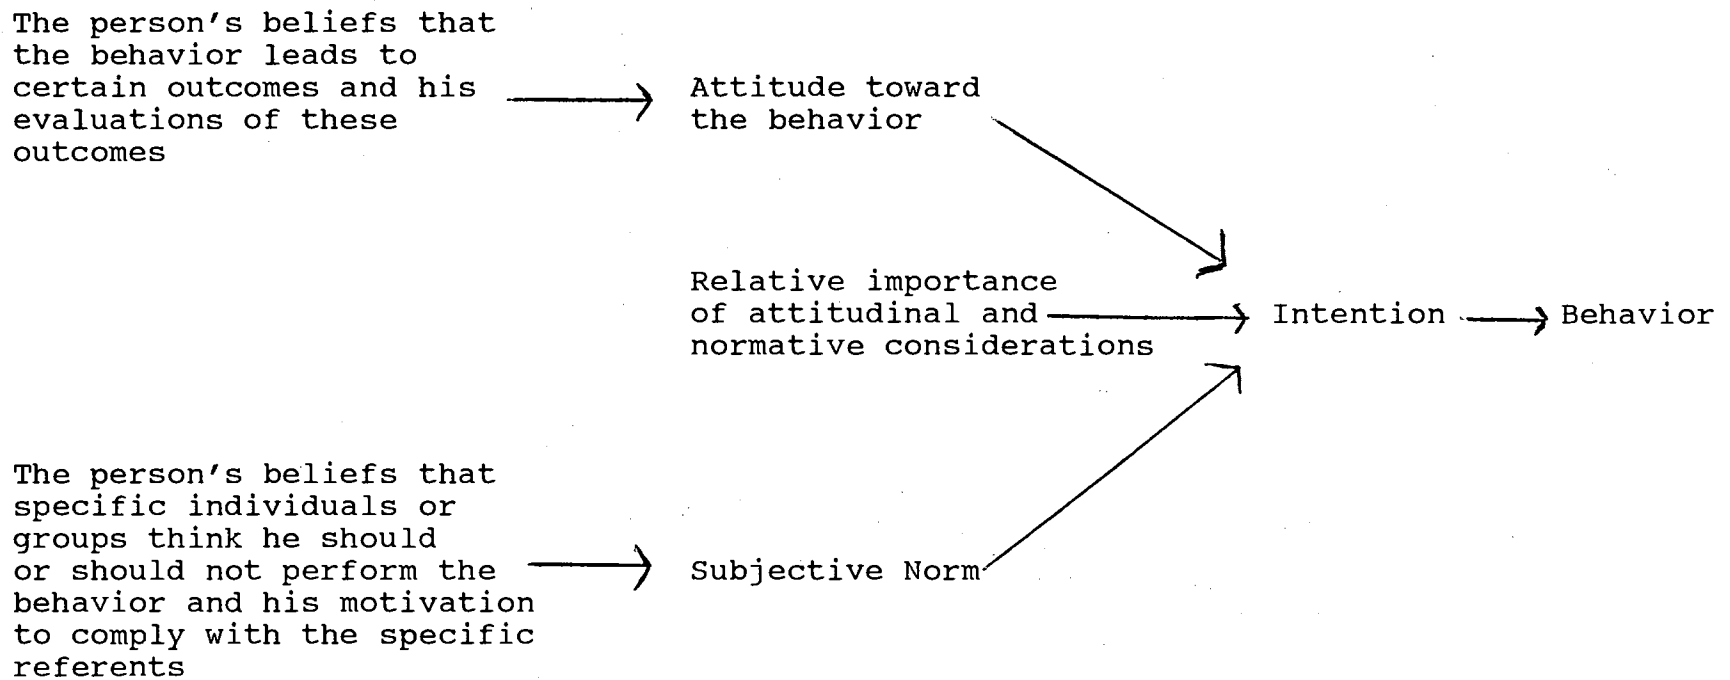 The person's beliefs that
the behavior leads to
certain outcomes and his
evaluations of these
outcomes
Attitude toward
the behavior
Relative importance
of attitudinal and
normative considerations
Intention
Behavior
The person's beliefs that
specific individuals or
groups think he should
or should not perform the
behavior and his motivation
to comply with the specific
referents
Subjective Norm